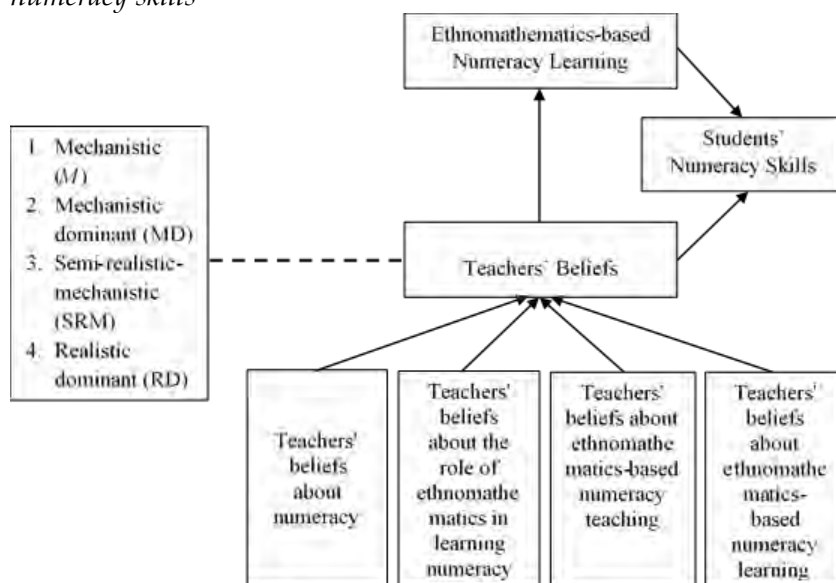 numeracy skills
Ethnomathematics-based
Numeracy Learning
Students'
Numeracy Skills
1. Mechanistic
(M)
2. Mechanistic
dominant (MD)
3. Semi-realistic-
mechanistic
(SRM)
4. Realistic
dominant (RD)
Teachers' Beliefs
Teachers'
beliefs
about
numeracy
Teachers'
beliefs
about the
role of
ethnomathe
matics in
learning
numeracy
Teachers'
beliefs about
ethnomathe
matics-based
numeracy
teaching
Teachers'
beliefs
about
ethnomathe
matics-
based
numeracy
learning